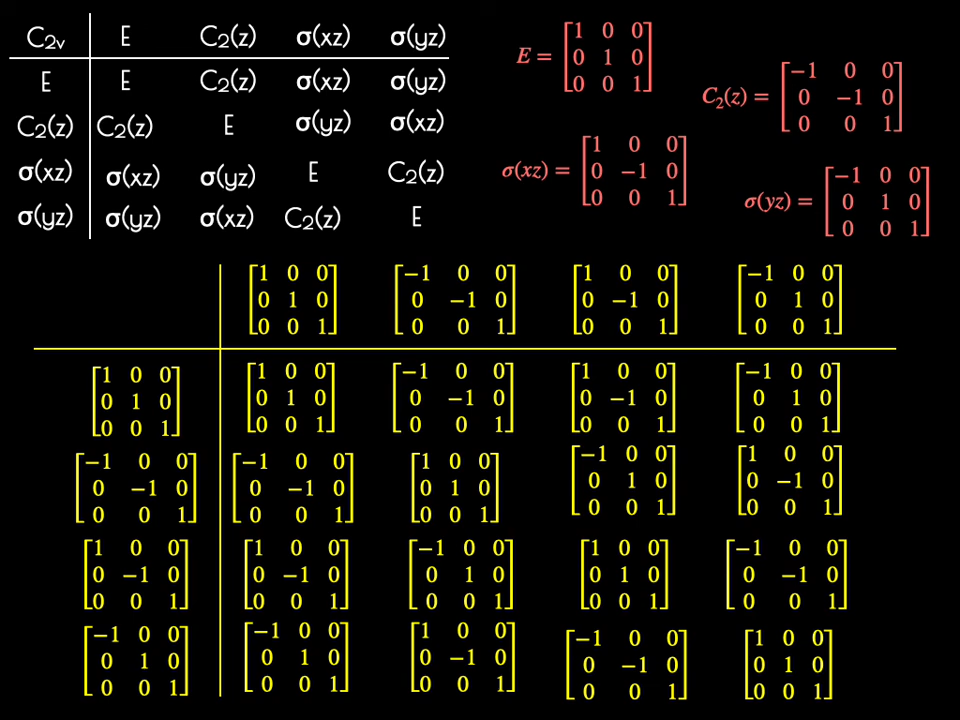 C₂ᵥ E C₂(z) σ(xz) σ(yz)
E E C₂(z) σ(xz) σ(yz)
C₂(z) C₂(z) E σ(yz) σ(xz)
σ(xz) σ(xz) σ(yz) E C₂(z)
σ(yz) σ(yz) σ(xz) C₂(z) E
E = [1 0 0
0 1 0
0 0 1]
C₂(z) = [−1 0 0
0 −1 0
0 0 1]
σ(xz) = [1 0 0
0 −1 0
0 0 1]
σ(yz) = [−1 0 0
0 1 0
0 0 1]
[1 0 0] [−1 0 0] [1 0 0] [−1 0 0]
[0 1 0] [0 −1 0] [0 −1 0] [0 1 0]
[0 0 1] [0 0 1] [0 0 1] [0 0 1]
[1 0 0] [1 0 0] [−1 0 0] [1 0 0] [−1 0 0]
[0 1 0] [0 1 0] [0 −1 0] [0 −1 0] [0 1 0]
[0 0 1] [0 0 1] [0 0 1] [0 0 1] [0 0 1]
[−1 0 0] [−1 0 0] [1 0 0] [−1 0 0] [1 0 0]
[0 −1 0] [0 −1 0] [0 1 0] [0 1 0] [0 −1 0]
[0 0 1] [0 0 1] [0 0 1] [0 0 1] [0 0 1]
[1 0 0] [1 0 0] [−1 0 0] [1 0 0] [−1 0 0]
[0 −1 0] [0 −1 0] [0 1 0] [0 1 0] [0 −1 0]
[0 0 1] [0 0 1] [0 0 1] [0 0 1] [0 0 1]
[−1 0 0] [−1 0 0] [1 0 0] [−1 0 0] [1 0 0]
[0 1 0] [0 1 0] [0 −1 0] [0 −1 0] [0 1 0]
[0 0 1] [0 0 1] [0 0 1] [0 0 1] [0 0 1]